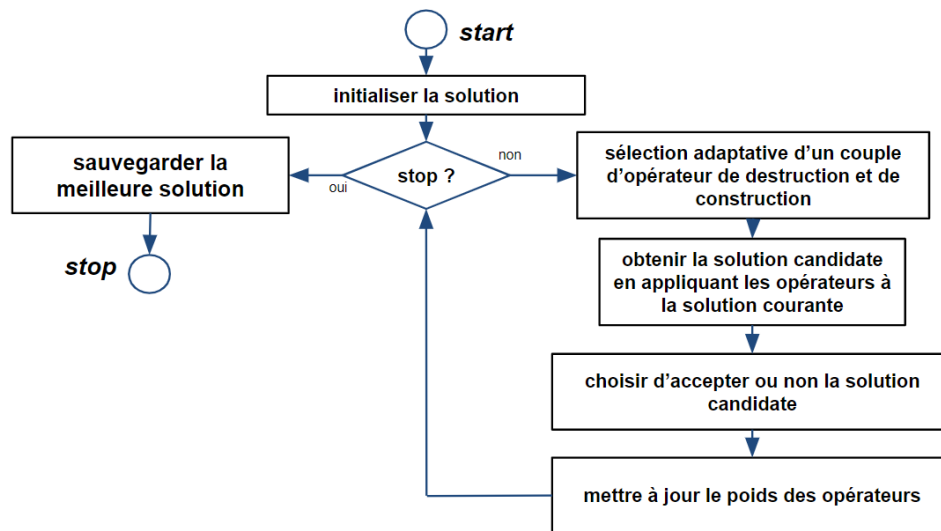 start
initialiser la solution
stop ?
non
oui
sauvegarder la
meilleure solution
stop
sélection adaptative d'un couple
d'opérateur de destruction et de
construction
obtenir la solution candidate
en appliquant les opérateurs à
la solution courante
choisir d'accepter ou non la solution
candidate
mettre à jour le poids des opérateurs